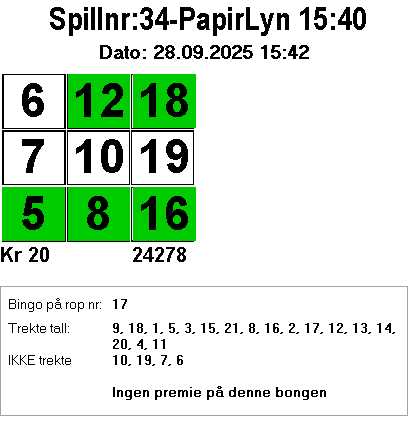 Spillnr:34-PapirLyn 15:40
Dato: 28.09.2025 15:42
6 12 18
7 10 19
5 8 16
Kr 20 24278
Bingo på rop nr: 17
Trekte tall: 9, 18, 1, 5, 3, 15, 21, 8, 16, 2, 17, 12, 13, 14,
20, 4, 11
IKKE trekte 10, 19, 7, 6
Ingen premie på denne bongen